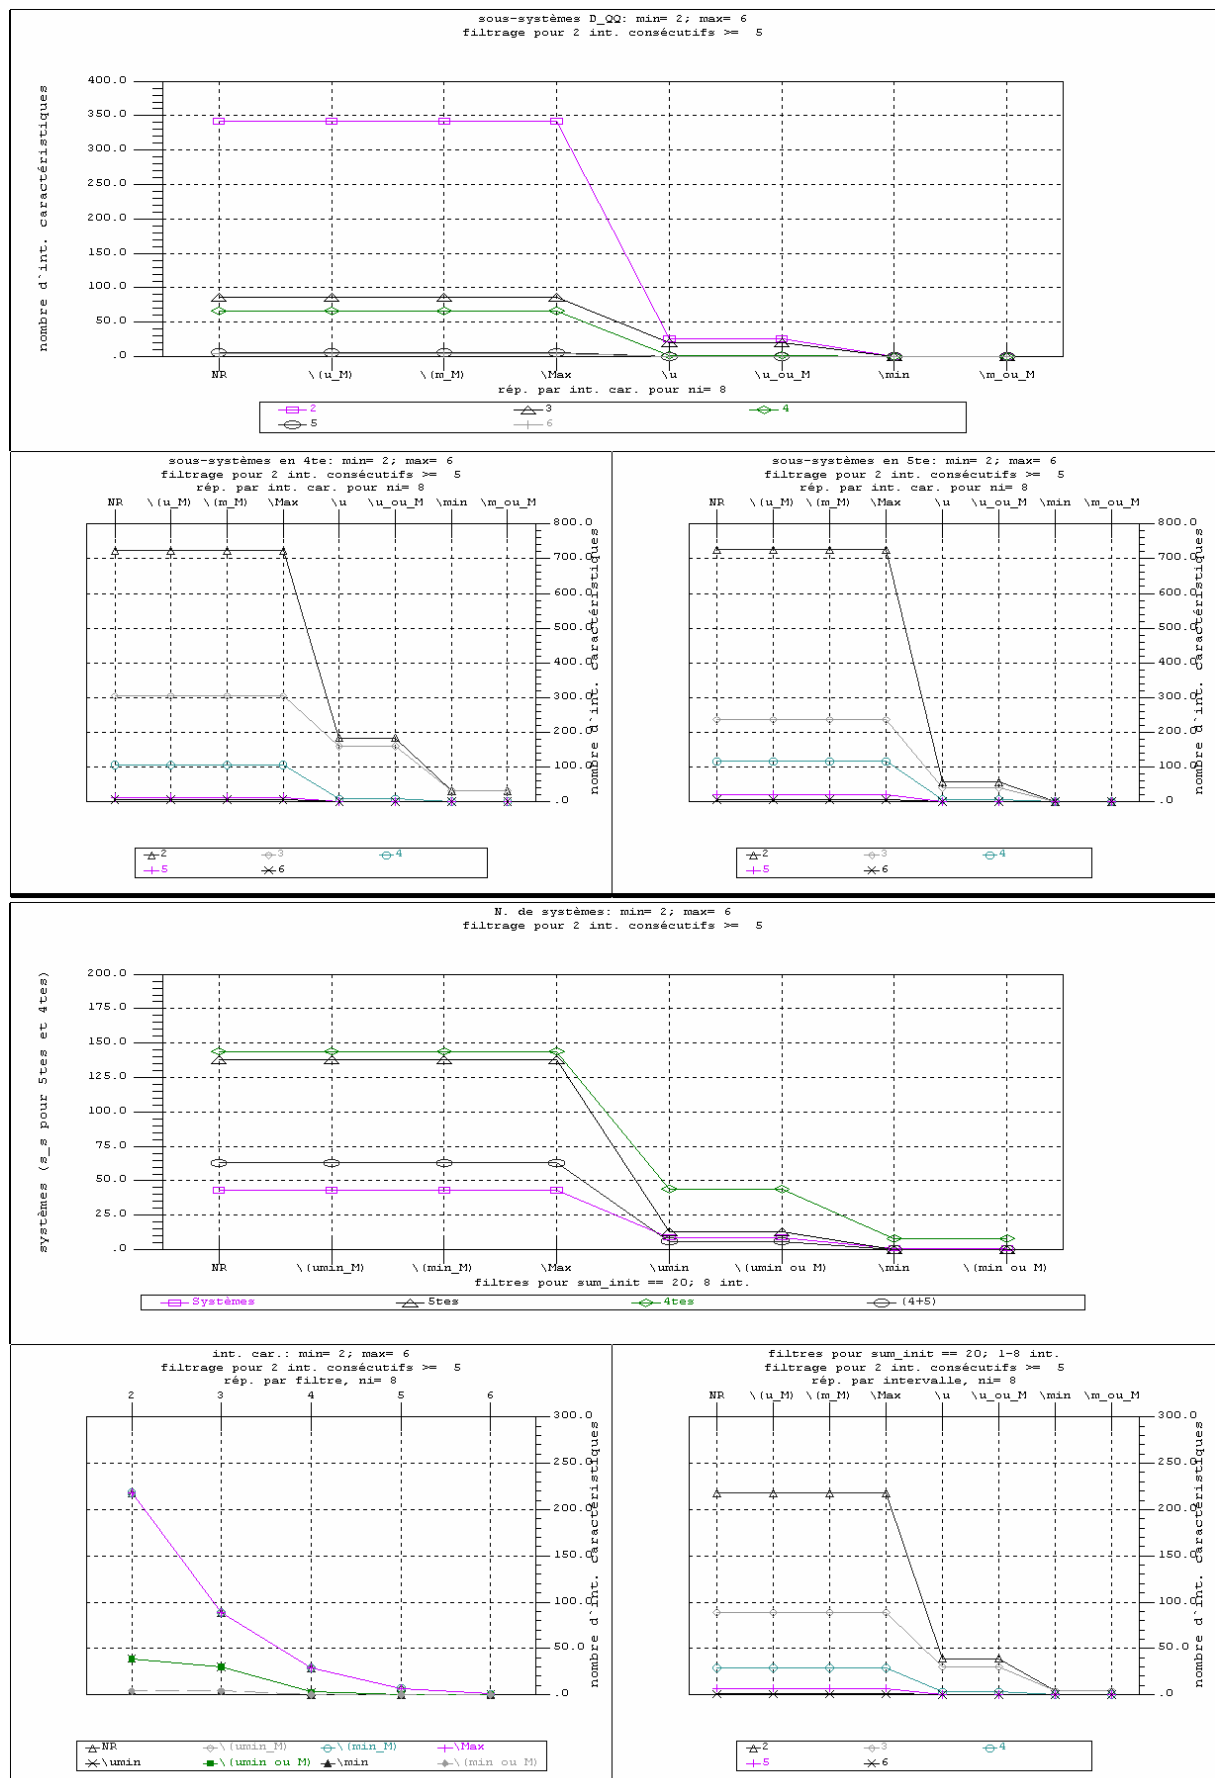 sous-systèmes D_QQ: min= 2; max= 6
filtrage pour 2 int. consécutifs >= 5
nombre d`int. caractéristiques
400.0
350.0
300.0
250.0
200.0
150.0
100.0
50.0
.0
NR \(u_M) \(m_M) \Max \u \u_ou_M \min \m_ou_M
rép. par int. car. pour ni= 8
2 3 4
5 6
sous-systèmes en 4te: min= 2; max= 6
filtrage pour 2 int. consécutifs >= 5
rép. par int. car. pour ni= 8
NR \(u_M) \(m_M) \Max \u \u_ou_M \min \m_ou_M
800.0
700.0
600.0
500.0
400.0
300.0
200.0
100.0
.0
nombre d`int. caractéristiques
2 3 4
5 6
sous-systèmes en 5te: min= 2; max= 6
filtrage pour 2 int. consécutifs >= 5
rép. par int. car. pour ni= 8
NR \(u_M) \(m_M) \Max \u \u_ou_M \min \m_ou_M
800.0
700.0
600.0
500.0
400.0
300.0
200.0
100.0
.0
nombre d`int. caractéristiques
2 3 4
5 6
N. de systèmes: min= 2; max= 6
filtrage pour 2 int. consécutifs >= 5
systèmes (s_s pour 5tes et 4tes)
200.0
175.0
150.0
125.0
100.0
75.0
50.0
25.0
.0
NR \(umin_M) \(min_M) \Max \umin \(umin ou M) \min \(min ou M)
filtres pour sum_init == 20; 8 int.
Systèmes 5tes 4tes (4+5)
int. car.: min= 2; max= 6
filtrage pour 2 int. consécutifs >= 5
rép. par filtre, ni= 8
2 3 4 5 6
300.0
250.0
200.0
150.0
100.0
50.0
.0
nombre d`int. caractéristiques
NR \(umin_M) \(min_M) \Max
\umin \(umin ou M) \min \(min ou M)
filtres pour sum_init == 20; 1-8 int.
filtrage pour 2 int. consécutifs >= 5
rép. par intervalle, ni= 8
NR \(u_M) \(m_M) \Max \u \u_ou_M \min \m_ou_M
300.0
250.0
200.0
150.0
100.0
50.0
.0
nombre d`int. caractéristiques
2 3 4
5 6